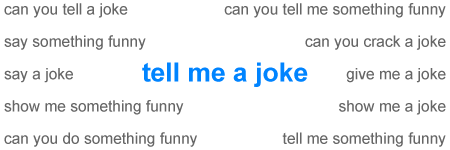 can you tell a joke can you tell me something funny
say something funny can you crack a joke
say a joke tell me a joke give me a joke
show me something funny show me a joke
can you do something funny tell me something funny